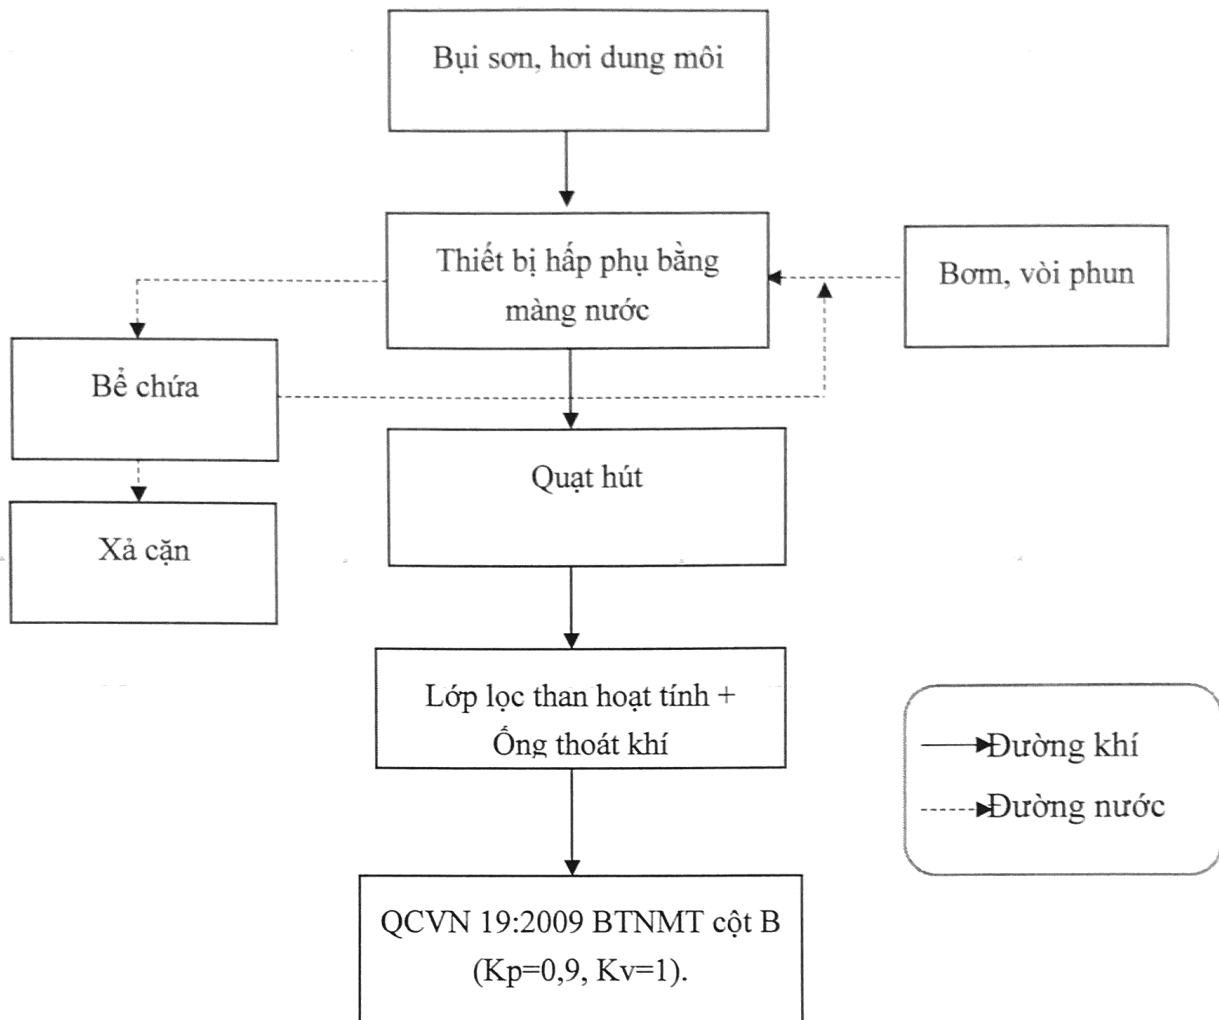 Bụi sơn, hơi dung môi
Thiết bị hấp phụ bằng
màng nước
Bơm, vòi phun
Bể chứa
Quạt hút
Xả cặn
Lớp lọc than hoạt tính +
Ống thoát khí
Đường khí
Đường nước
QCVN 19:2009 BTNMT cột B
(Kp=0,9, Kv=1).